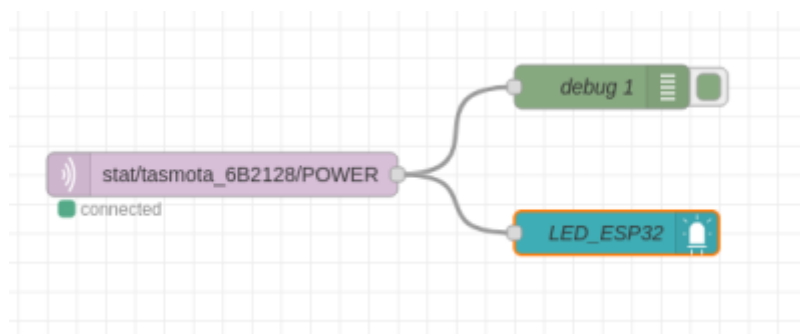 debug 1
stat/tasmota_6B2128/POWER
connected
LED_ESP32